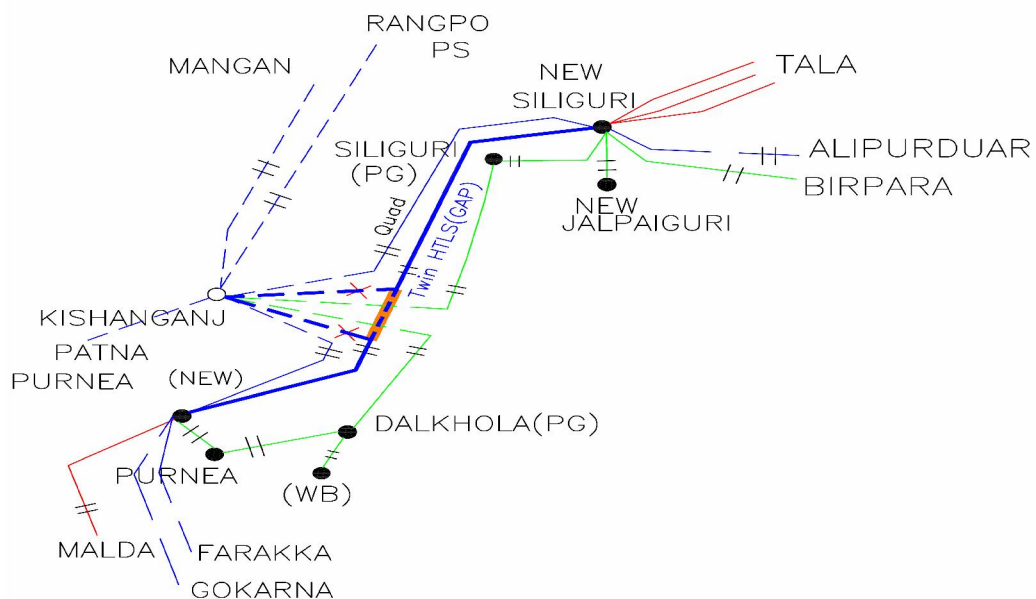 RANGPO
PS
MANGAN
NEW
SILIGURI
TALA
SILIGURI
(PG)
ALIPURDUAR
BIRPARA
NEW
JALPAIGURI
Quad
Twin HTLS(GAP)
KISHANGANJ
PATNA
PURNEA
(NEW)
DALKHOLA(PG)
PURNEA
(WB)
MALDA
FARAKKA
GOKARNA